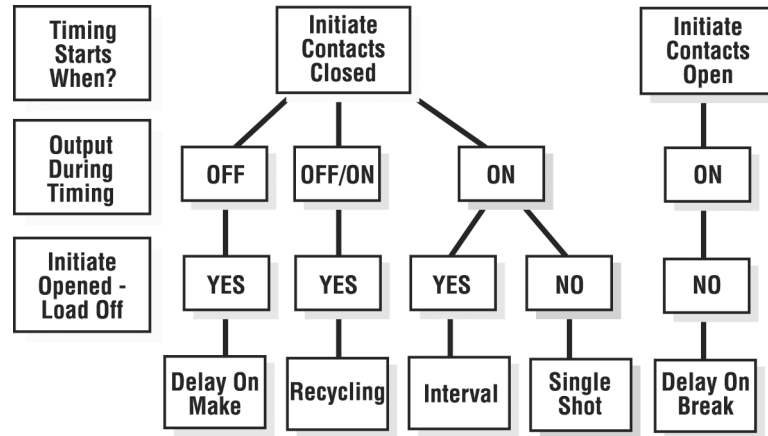 Timing
Starts
When?
Initiate
Contacts
Closed
Initiate
Contacts
Open
Output
During
Timing
OFF
OFF/ON
ON
ON
Initiate
Opened -
Load Off
YES
YES
YES
NO
NO
Delay On
Make
Recycling
Interval
Single
Shot
Delay On
Break